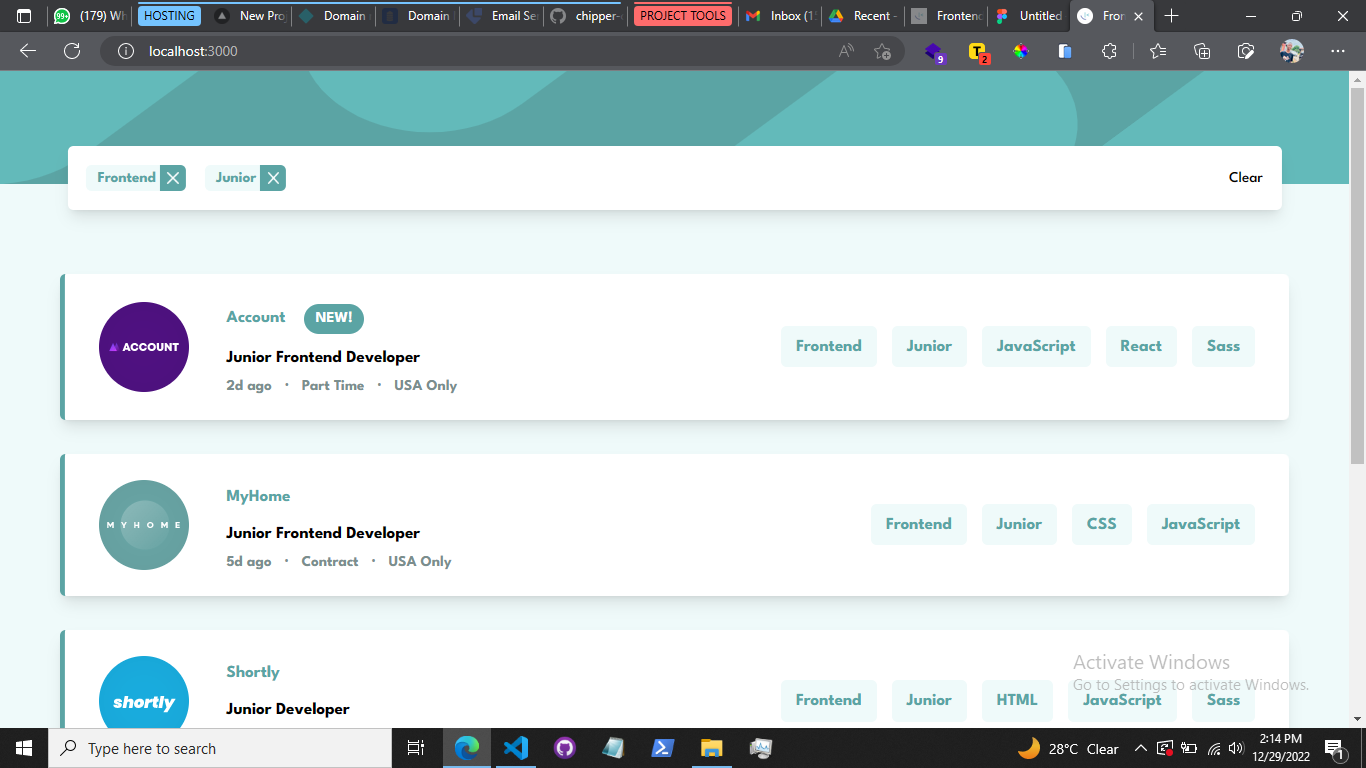 (179) Wh
HOSTING
New Pro
Domain
Domain
Email Se
chipper-
PROJECT TOOLS
Inbox (1
Recent -
Frontend
Untitled
Fron
localhost:3000
9
2
Frontend
Junior
Clear
ACCOUNT
Account
NEW!
Junior Frontend Developer
2d ago • Part Time • USA Only
Frontend
Junior
JavaScript
React
Sass
MYHOME
MyHome
Junior Frontend Developer
5d ago • Contract • USA Only
Frontend
Junior
CSS
JavaScript
shortly
Shortly
Junior Developer
Frontend
Junior
HTML
JavaScript
Sass
Activate Windows
Go to Settings to activate Windows.
Type here to search
28°C Clear
2:14 PM
12/29/2022
1